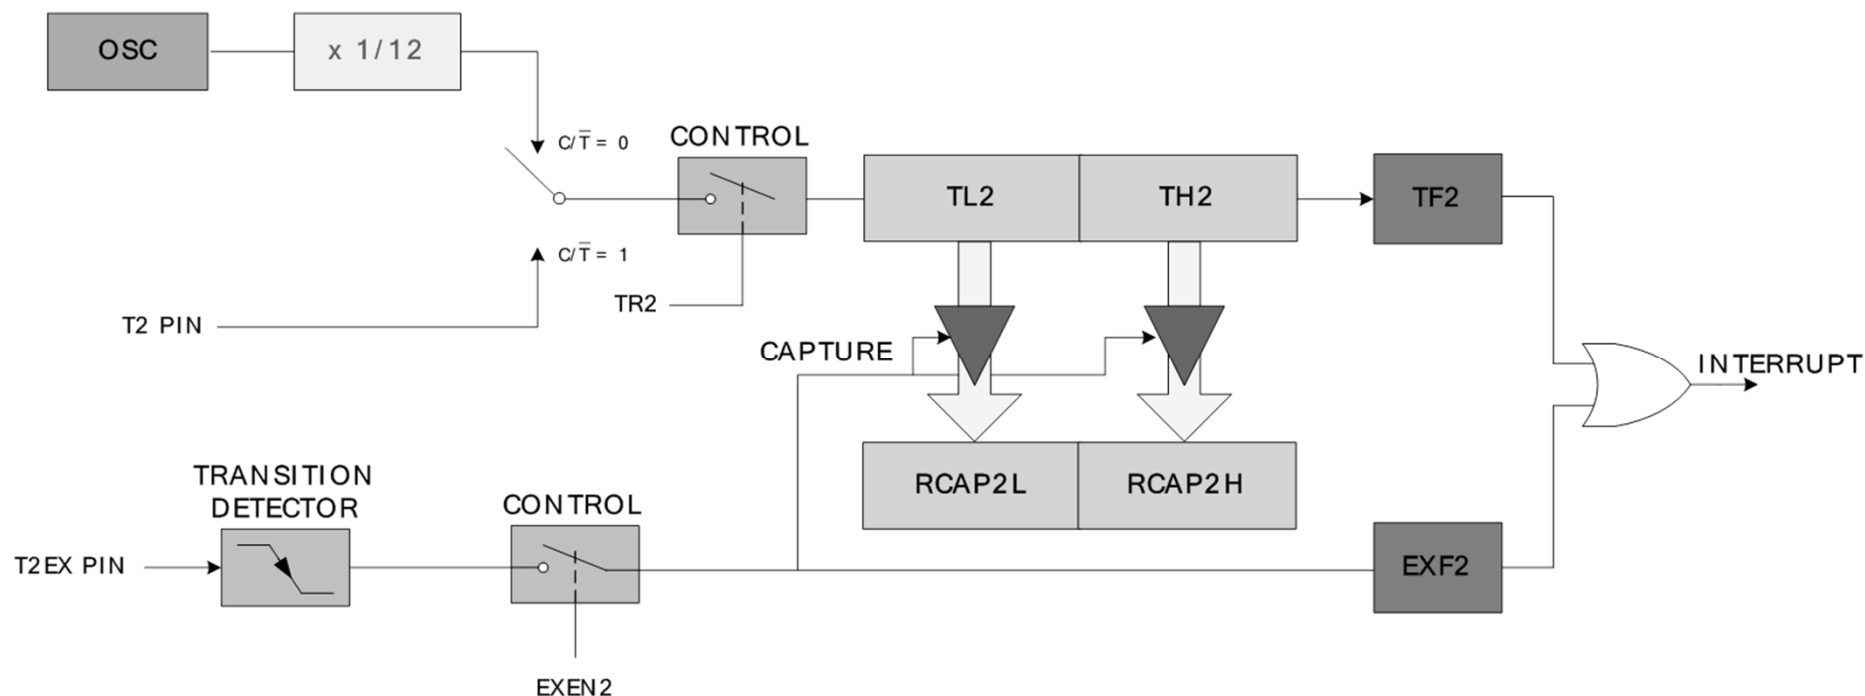 OSC
x 1/12
C/T̅ = 0
CONTROL
TL2
TH2
TF2
C/T̅ = 1
TR2
T2 PIN
CAPTURE
INTERRUPT
TRANSITION
DETECTOR
CONTROL
RCAP2L
RCAP2H
T2EX PIN
EXF2
EXEN2